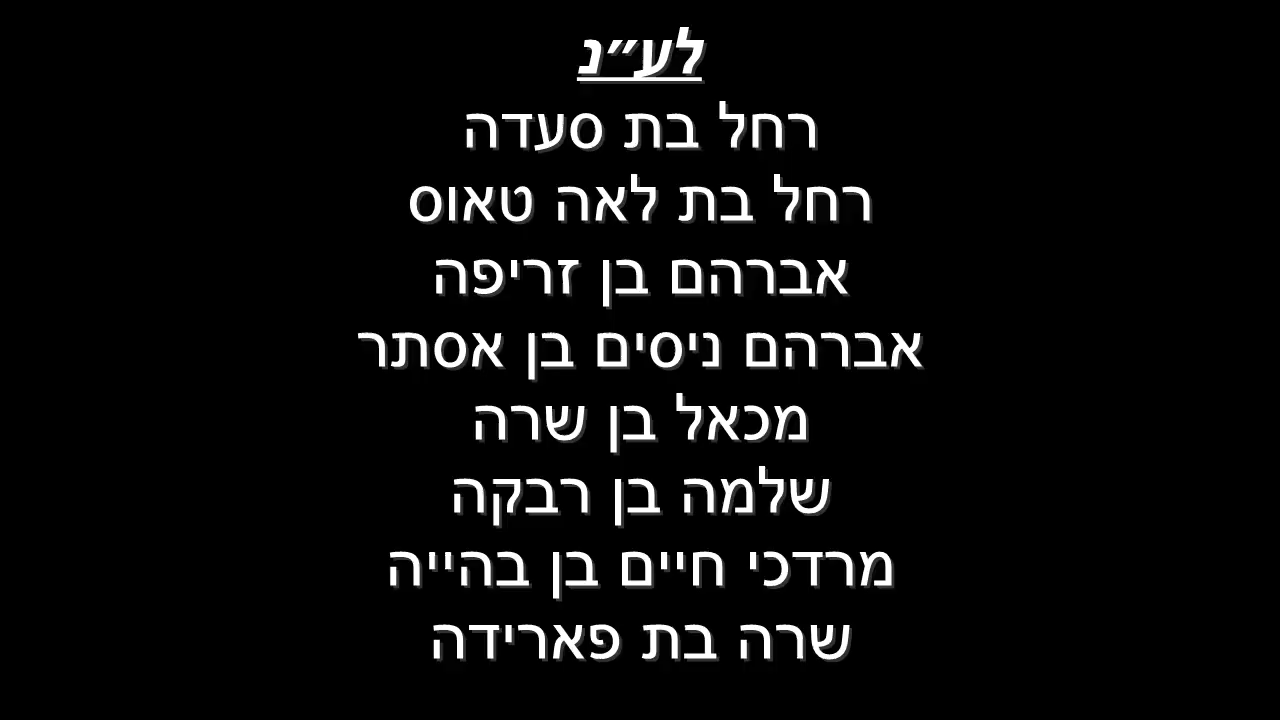 לע״נ
רחל בת סעדה
רחל בת לאה טאוס
אברהם בן זריפה
אברהם ניסים בן אסתר
מכאל בן שרה
שלמה בן רבקה
מרדכי חיים בן בהייה
שרה בת פארידה